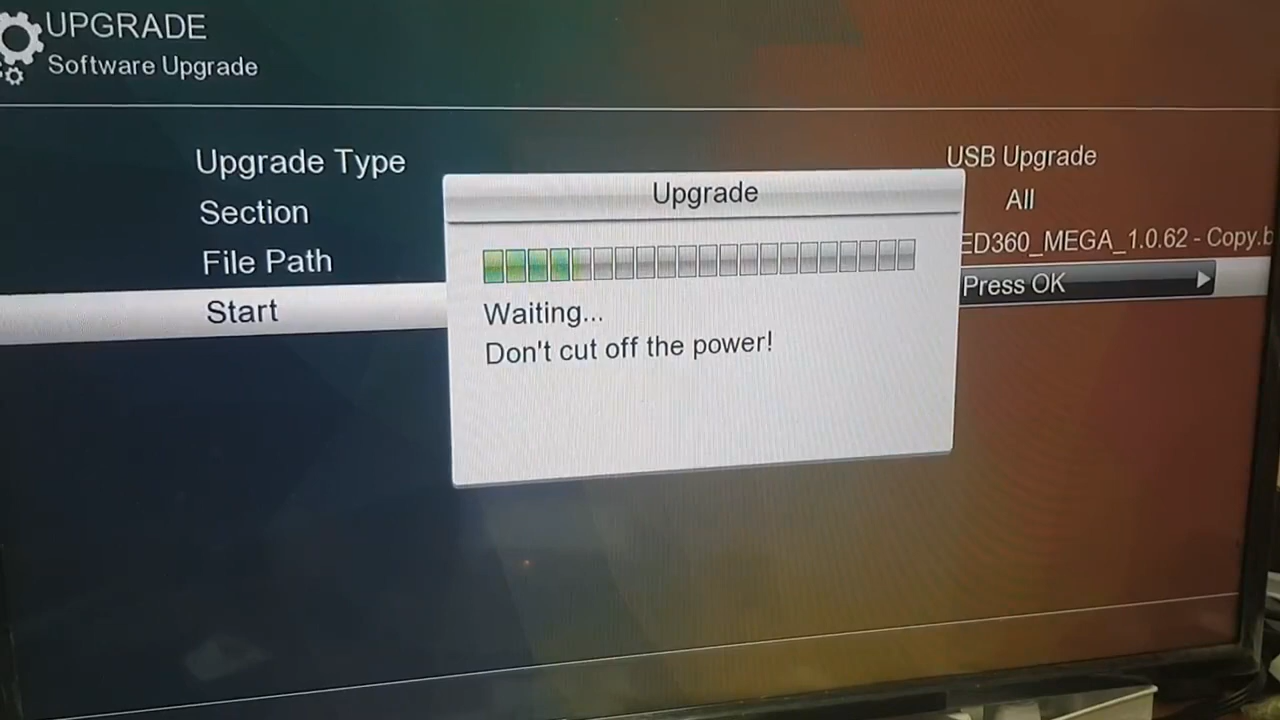 UPGRADE
Software Upgrade
Upgrade Type
USB Upgrade
Section
All
File Path
ED360_MEGA_1.0.62 - Copy.b
Start
Press OK
Upgrade
Waiting...
Don't cut off the power!